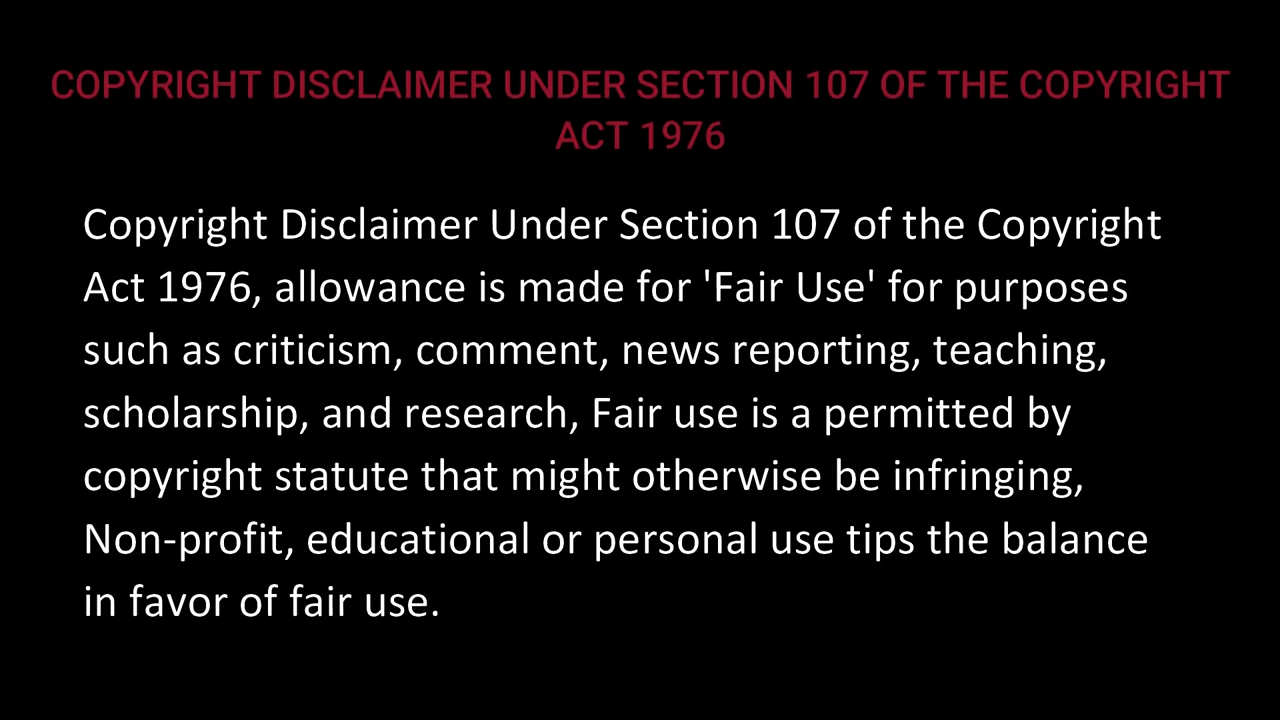 COPYRIGHT DISCLAIMER UNDER SECTION 107 OF THE COPYRIGHT
ACT 1976
Copyright Disclaimer Under Section 107 of the Copyright
Act 1976, allowance is made for 'Fair Use' for purposes
such as criticism, comment, news reporting, teaching,
scholarship, and research, Fair use is a permitted by
copyright statute that might otherwise be infringing,
Non-profit, educational or personal use tips the balance
in favor of fair use.